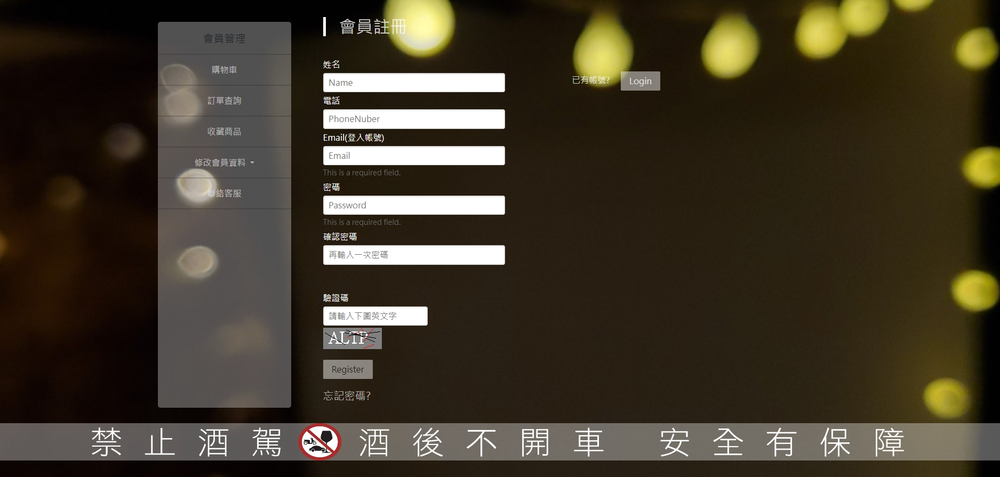 會員管理
購物車
訂單查詢
收藏商品
修改會員資料
聯絡客服
會員註冊
姓名
Name
電話
PhoneNuber
Email(登入帳號)
Email
This is a required field.
密碼
Password
This is a required field.
確認密碼
再輸入一次密碼
驗證碼
請輸入下圖英文字
ALTP
Register
忘記密碼?
已有帳號?
Login
禁止酒駕 酒後不開車 安全有保障